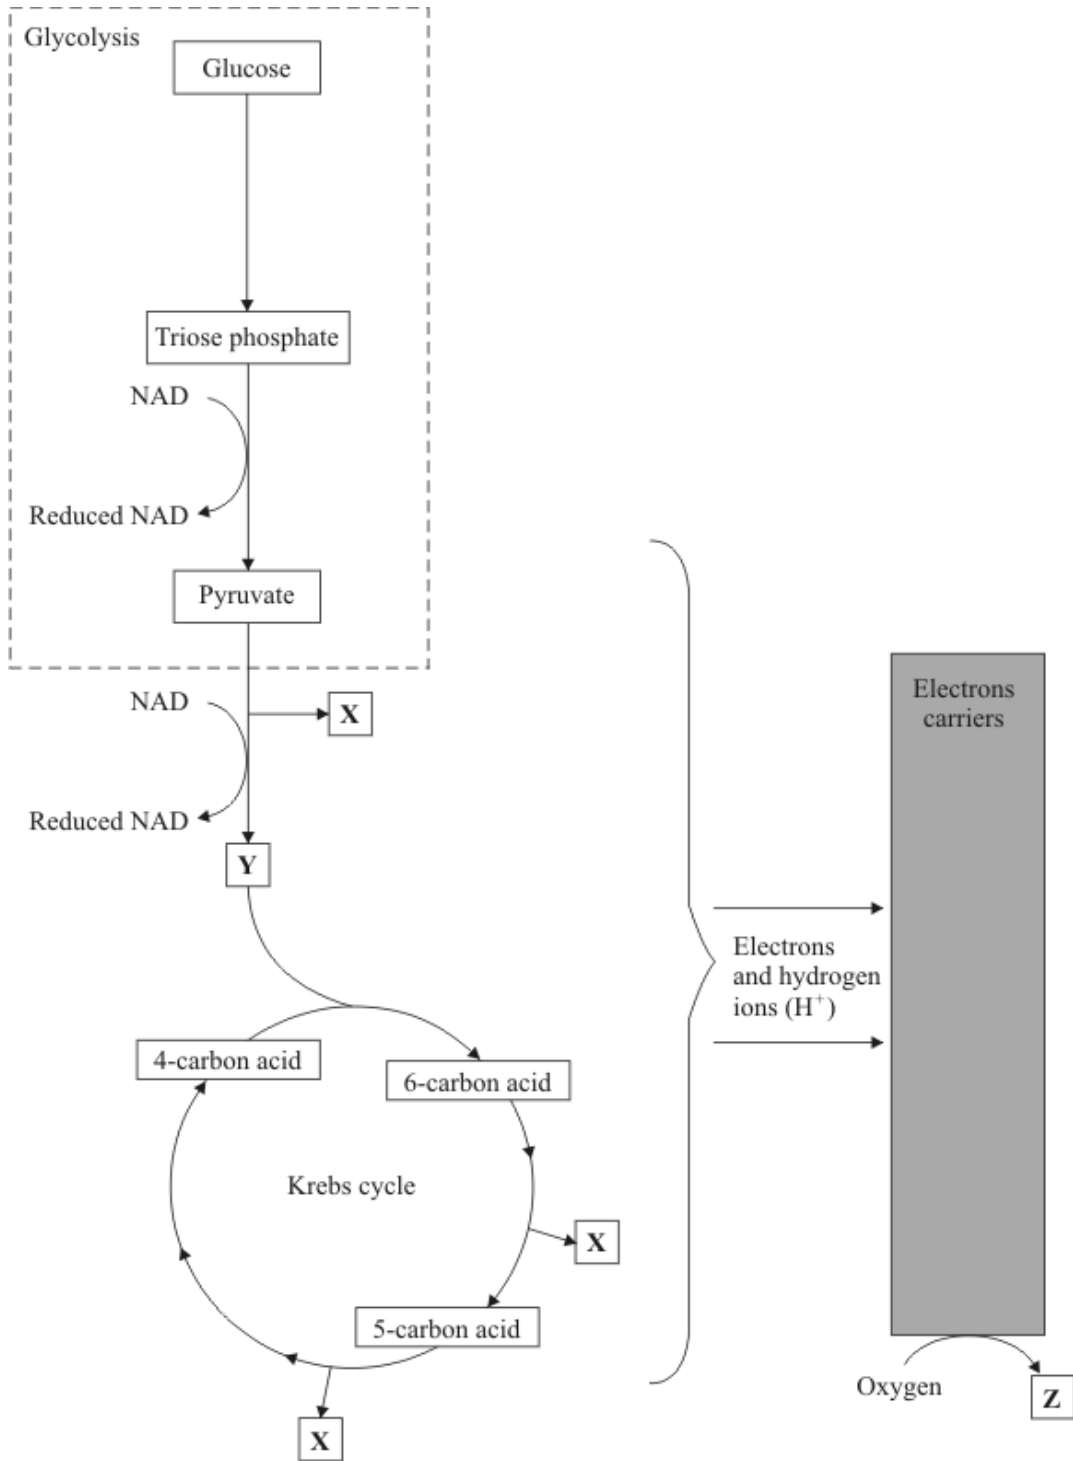 Glycolysis
Glucose
Triose phosphate
NAD
Reduced NAD
Pyruvate
NAD
X
Reduced NAD
Y
4-carbon acid
6-carbon acid
Krebs cycle
X
5-carbon acid
X
Electrons
carriers
Electrons
and hydrogen
ions (H⁺)
Oxygen
Z